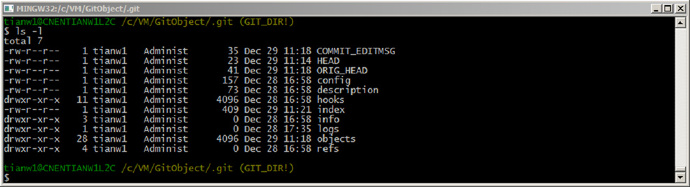 MINGW32:/c/VM/GitObject/.git
tianw1@CNENTIANW1L2C /c/VM/GitObject/.git (GIT_DIR!)
$ ls -l
total 7
-rw-r--r-- 1 tianw1 Administ 35 Dec 29 11:18 COMMIT_EDITMSG
-rw-r--r-- 1 tianw1 Administ 23 Dec 29 11:14 HEAD
-rw-r--r-- 1 tianw1 Administ 41 Dec 29 11:18 ORIG_HEAD
-rw-r--r-- 1 tianw1 Administ 157 Dec 28 16:58 config
-rw-r--r-- 1 tianw1 Administ 73 Dec 28 16:58 description
drwxr-xr-x 11 tianw1 Administ 4096 Dec 28 16:58 hooks
-rw-r--r-- 1 tianw1 Administ 409 Dec 29 11:21 index
drwxr-xr-x 3 tianw1 Administ 0 Dec 28 16:58 info
drwxr-xr-x 1 tianw1 Administ 0 Dec 28 17:35 logs
drwxr-xr-x 28 tianw1 Administ 4096 Dec 29 11:18 objects
drwxr-xr-x 4 tianw1 Administ 0 Dec 28 16:58 refs
tianw1@CNENTIANW1L2C /c/VM/GitObject/.git (GIT_DIR!)
$